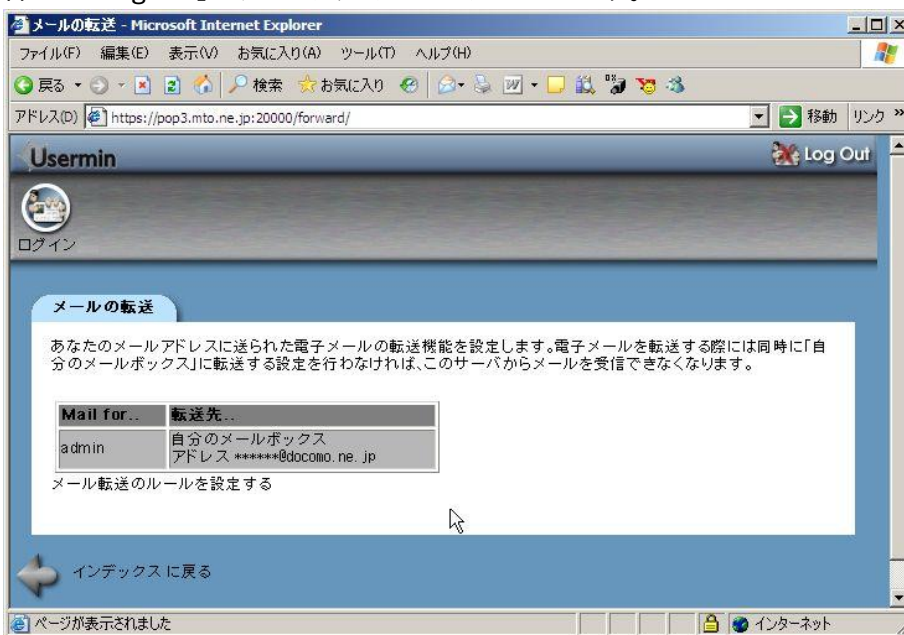 メールの転送 - Microsoft Internet Explorer
ファイル(F) 編集(E) 表示(V) お気に入り(A) ツール(T) ヘルプ(H)
戻る 検索 お気に入り
アドレス(D) https://pop3.mto.ne.jp:20000/forward/ 移動 リンク »
Usermin Log Out
ログイン
メールの転送
あなたのメールアドレスに送られた電子メールの転送機能を設定します。電子メールを転送する際には同時に「自
分のメールボックス」に転送する設定を行わなければ、このサーバからメールを受信できなくなります。
Mail for.. 転送先..
admin 自分のメールボックス
アドレス ******@docomo.ne.jp
メール転送のルールを設定する
インデックス に戻る
ページが表示されました インターネット